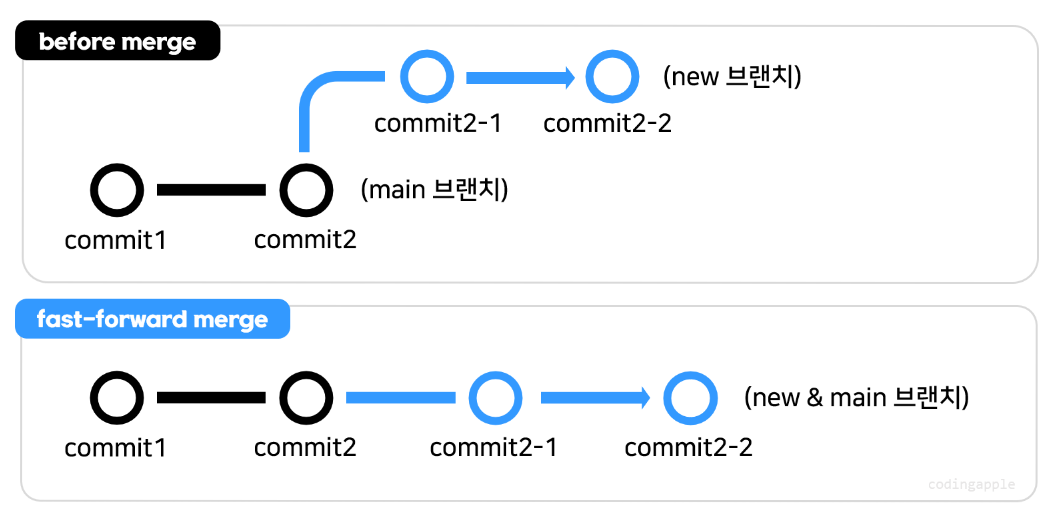 before merge
(new 브랜치)
commit2-1
commit2-2
(main 브랜치)
commit1
commit2
fast-forward merge
(new & main 브랜치)
commit1
commit2
commit2-1
commit2-2
codingapple